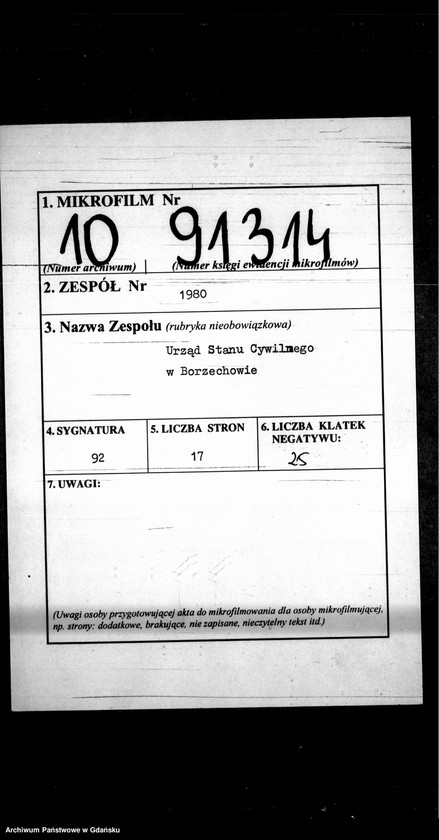 1. MIKROFILM Nr
10 91314
(Numer archiwum) (Numer księgi ewidencji mikrofilmów)
2. ZESPÓŁ Nr
1980
3. Nazwa Zespołu (rubryka nieobowiązkowa)
Urząd Stanu Cywilnego
w Borzechowie
4. SYGNATURA
92
5. LICZBA STRON
17
6. LICZBA KLATEK
NEGATYWU:
25
7. UWAGI:
(Uwagi osoby przygotowującej akta do mikrofilmowania dla osoby mikrofilmującej,
np. strony: dodatkowe, brakujące, nie zapisane, nieczytelny tekst itd.)
Archiwum Państwowe w Gdańsku